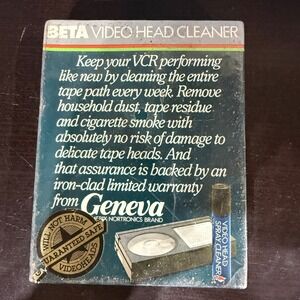 BETA VIDEO HEAD CLEANER
Keep your VCR performing
like new by cleaning the entire
tape path every week. Remove
household dust, tape residue
and cigarette smoke with
absolutely no risk of damage to
delicate tape heads. And
that assurance is backed by an
iron-clad limited warranty
from Geneva
NORTRONICS BRAND
WILL NOT HARM
GUARANTEED SAFE
VIDEOHEADS
VIDEO HEAD
SPRAY CLEANER